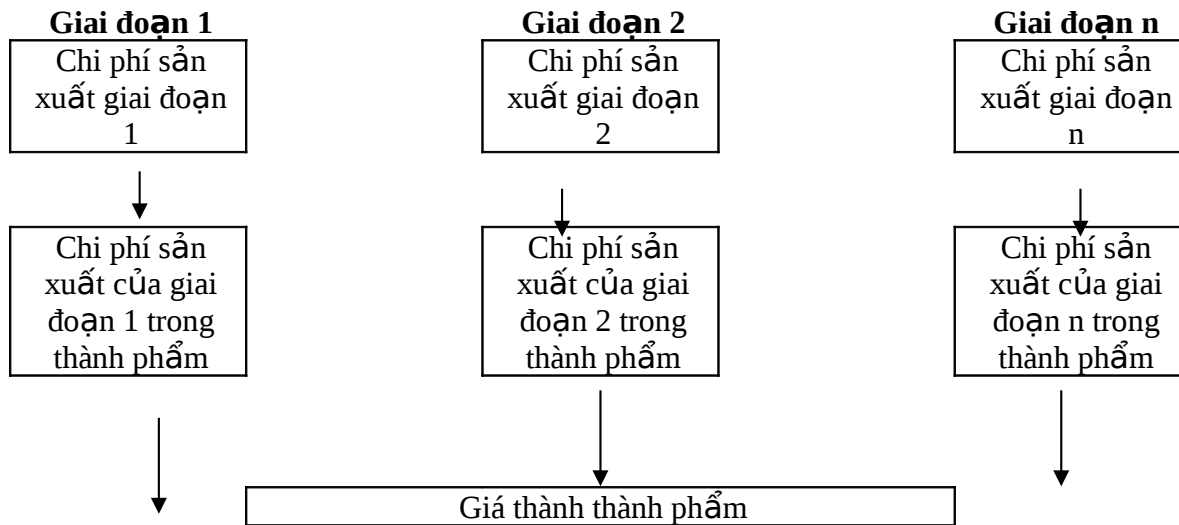 Giai đoạn 1
Chi phí sản
xuất giai đoạn
1
Giai đoạn 2
Chi phí sản
xuất giai đoạn
2
Giai đoạn n
Chi phí sản
xuất giai đoạn
n
Chi phí sản
xuất của giai
đoạn 1 trong
thành phẩm
Chi phí sản
xuất của giai
đoạn 2 trong
thành phẩm
Chi phí sản
xuất của giai
đoạn n trong
thành phẩm
Giá thành thành phẩm